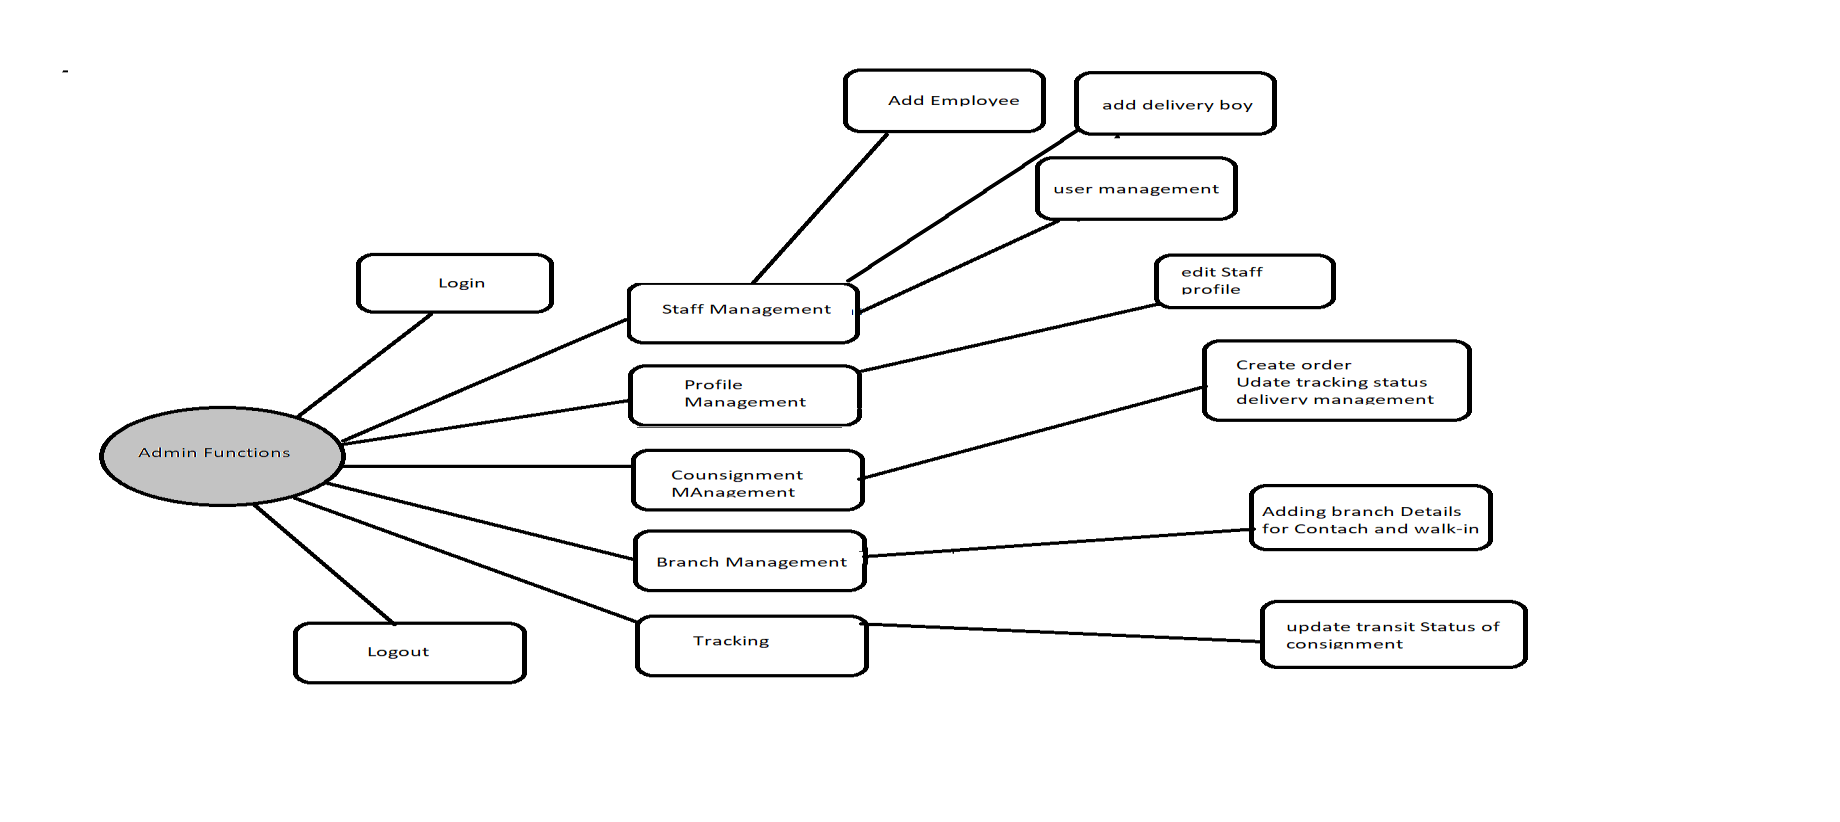 Add Employee
add delivery boy
user management
Login
Staff Management
edit Staff
profile
Profile
Management
Create order
Udate tracking status
delivery management
Admin Functions
Counsignment
MAnagement
Adding branch Details
for Contach and walk-in
Branch Management
Tracking
update transit Status of
consignment
Logout